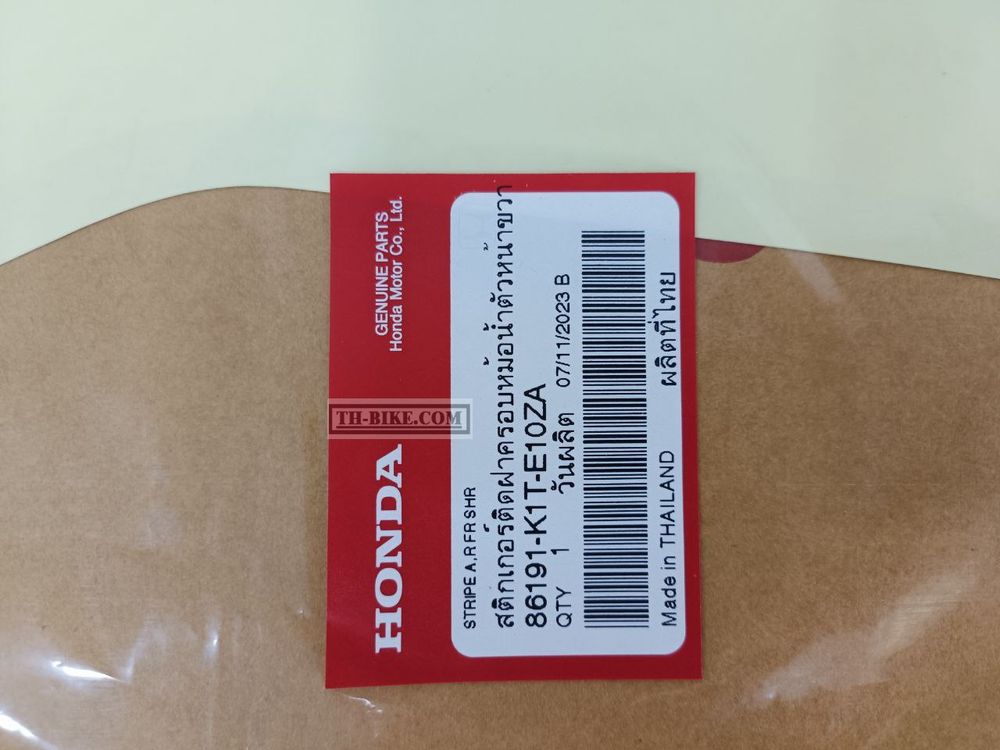 HONDA
GENUINE PARTS
Honda Motor Co., Ltd.
STRIPE A,R FR SHR
สติกเกอร์ติดฝาครอบหม้อน้ำตัวหน้าขวา
86191-K1T-E10ZA
QTY 1 วันผลิต 07/11/2023 B
Made in THAILAND ผลิตที่ไทย
TH-BIKE.COM